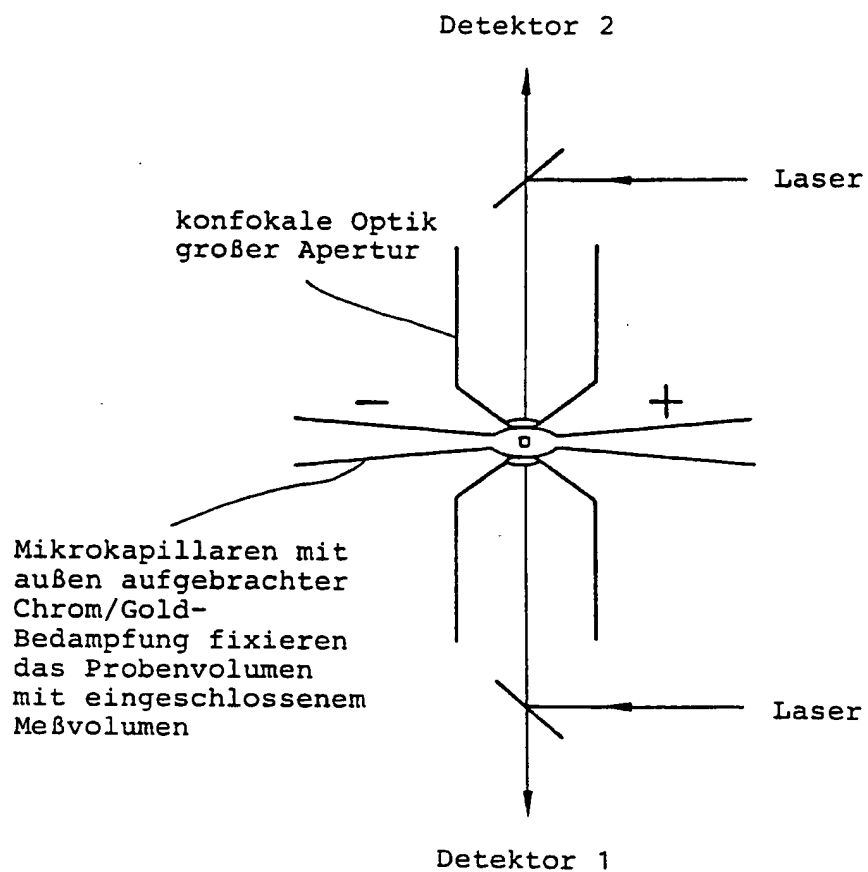 Detektor 2
Laser
konfokale Optik
großer Apertur
− +
Mikrokapillaren mit
außen aufgebrachter
Chrom/Gold-
Bedampfung fixieren
das Probenvolumen
mit eingeschlossenem
Meßvolumen
Laser
Detektor 1